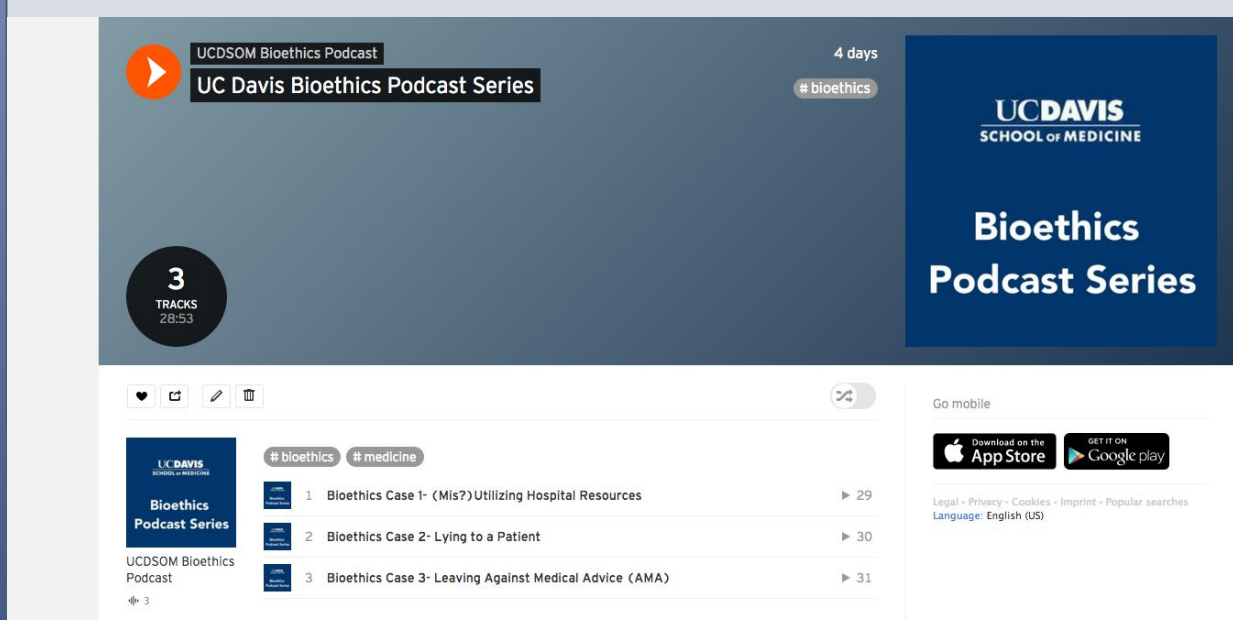 UCDSOM Bioethics Podcast
UC Davis Bioethics Podcast Series
4 days
# bioethics
UCDAVIS
SCHOOL OF MEDICINE
Bioethics
Podcast Series
3
TRACKS
28:53
Go mobile
Download on the
App Store
GET IT ON
Google play
Legal - Privacy - Cookies - Imprint - Popular searches
Language: English (US)
UCDAVIS
SCHOOL OF MEDICINE
Bioethics
Podcast Series
UCDSOM Bioethics
Podcast
3
# bioethics # medicine
1 Bioethics Case 1- (Mis?)Utilizing Hospital Resources 29
2 Bioethics Case 2- Lying to a Patient 30
3 Bioethics Case 3- Leaving Against Medical Advice (AMA) 31